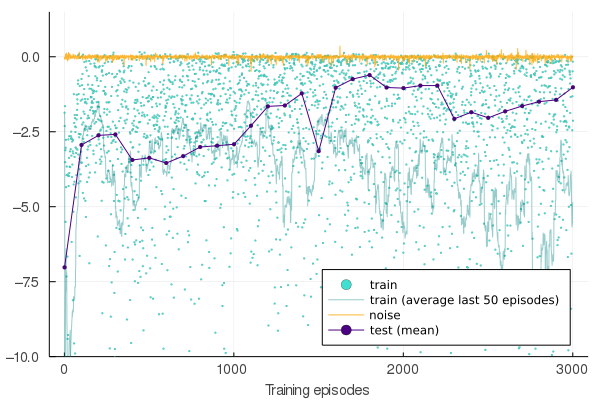 0.0
−2.5
−5.0
−7.5
−10.0
0
1000
2000
3000
Training episodes
train
train (average last 50 episodes)
noise
test (mean)